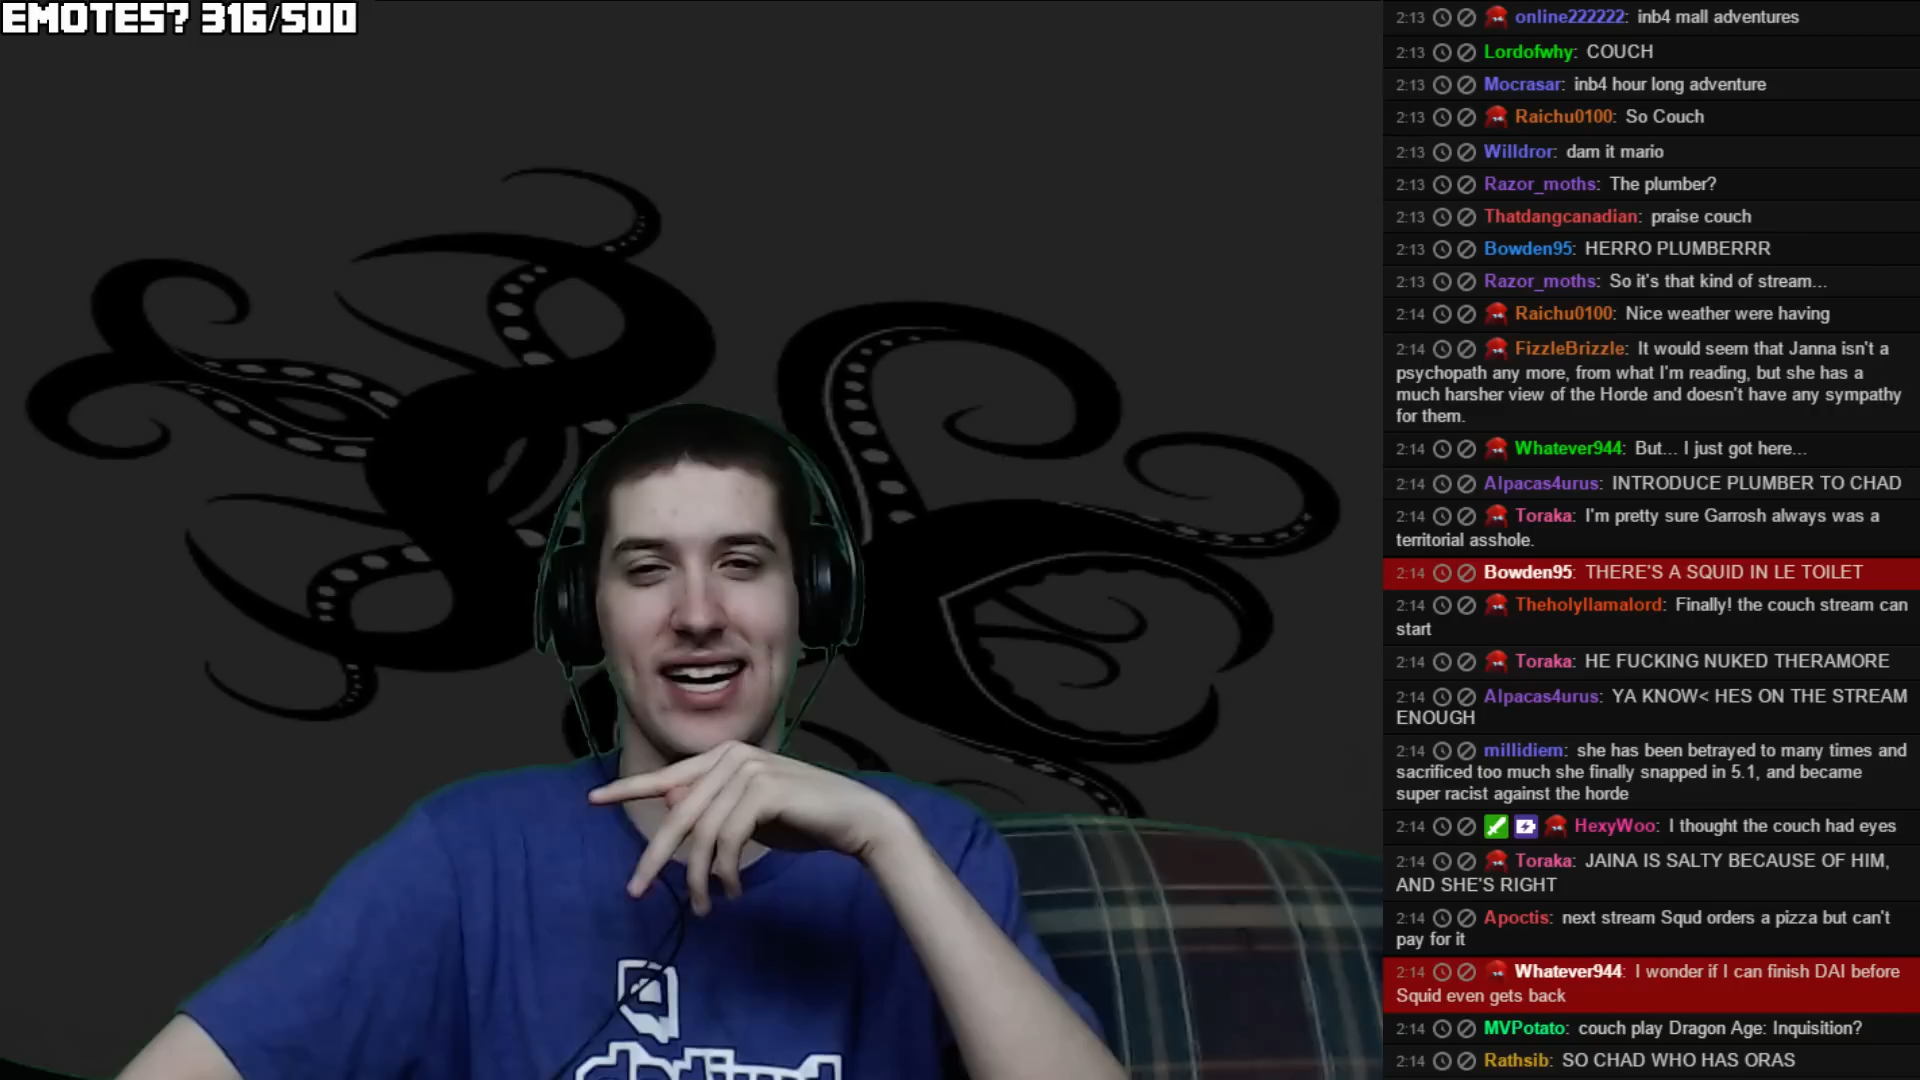 EMOTES? 316/500
2:13 online222222: inb4 mall adventures
2:13 Lordofwhy: COUCH
2:13 Mocrasar: inb4 hour long adventure
2:13 Raichu0100: So Couch
2:13 Willdror: dam it mario
2:13 Razor_moths: The plumber?
2:13 Thatdangcanadian: praise couch
2:13 Bowden95: HERRO PLUMBERRR
2:13 Razor_moths: So it's that kind of stream...
2:14 Raichu0100: Nice weather were having
2:14 FizzleBrizzle: It would seem that Janna isn't a
psychopath any more, from what I'm reading, but she has a
much harsher view of the Horde and doesn't have any sympathy
for them.
2:14 Whatever944: But... I just got here...
2:14 Alpacas4urus: INTRODUCE PLUMBER TO CHAD
2:14 Toraka: I'm pretty sure Garrosh always was a
territorial asshole.
2:14 Bowden95: THERE'S A SQUID IN LE TOILET
2:14 Theholyllamalord: Finally! the couch stream can
start
2:14 Toraka: HE FUCKING NUKED THERAMORE
2:14 Alpacas4urus: YA KNOW< HES ON THE STREAM
ENOUGH
2:14 millidiem: she has been betrayed to many times and
sacrificed too much she finally snapped in 5.1, and became
super racist against the horde
2:14 HexyWoo: I thought the couch had eyes
2:14 Toraka: JAINA IS SALTY BECAUSE OF HIM,
AND SHE'S RIGHT
2:14 Apoctis: next stream Squd orders a pizza but can't
pay for it
2:14 Whatever944: I wonder if I can finish DAI before
Squid even gets back
2:14 MVPotato: couch play Dragon Age: Inquisition?
2:14 Rathsib: SO CHAD WHO HAS ORAS